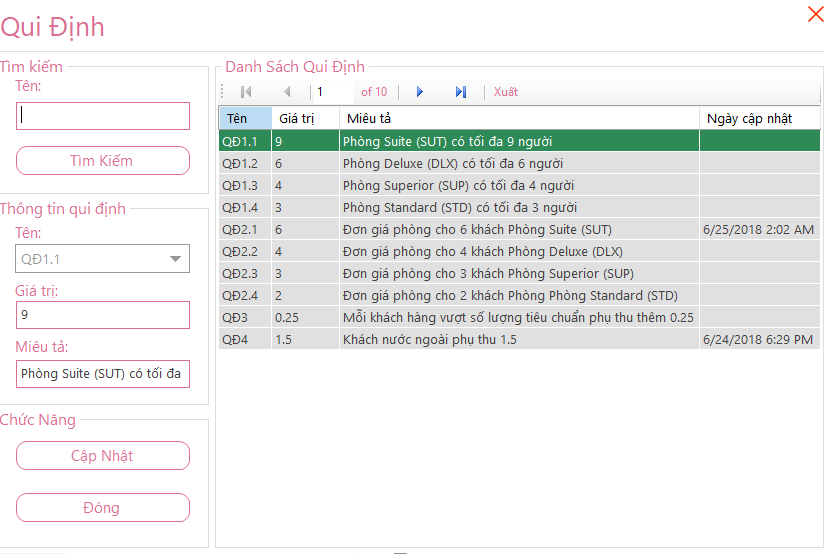 Qui Định
Tìm kiếm
Tên:
Tìm Kiếm
Thông tin qui định
Tên:
QĐ1.1
Giá trị:
9
Miêu tả:
Phòng Suite (SUT) có tối đa
Chức Năng
Cập Nhật
Đóng
Danh Sách Qui Định
1 of 10 Xuất
Tên Giá trị Miêu tả Ngày cập nhật
QĐ1.1 9 Phòng Suite (SUT) có tối đa 9 người
QĐ1.2 6 Phòng Deluxe (DLX) có tối đa 6 người
QĐ1.3 4 Phòng Superior (SUP) có tối đa 4 người
QĐ1.4 3 Phòng Standard (STD) có tối đa 3 người
QĐ2.1 6 Đơn giá phòng cho 6 khách Phòng Suite (SUT) 6/25/2018 2:02 AM
QĐ2.2 4 Đơn giá phòng cho 4 khách Phòng Deluxe (DLX)
QĐ2.3 3 Đơn giá phòng cho 3 khách Phòng Superior (SUP)
QĐ2.4 2 Đơn giá phòng cho 2 khách Phòng Phòng Standard (STD)
QĐ3 0.25 Mỗi khách hàng vượt số lượng tiêu chuẩn phụ thu thêm 0.25
QĐ4 1.5 Khách nước ngoài phụ thu 1.5 6/24/2018 6:29 PM